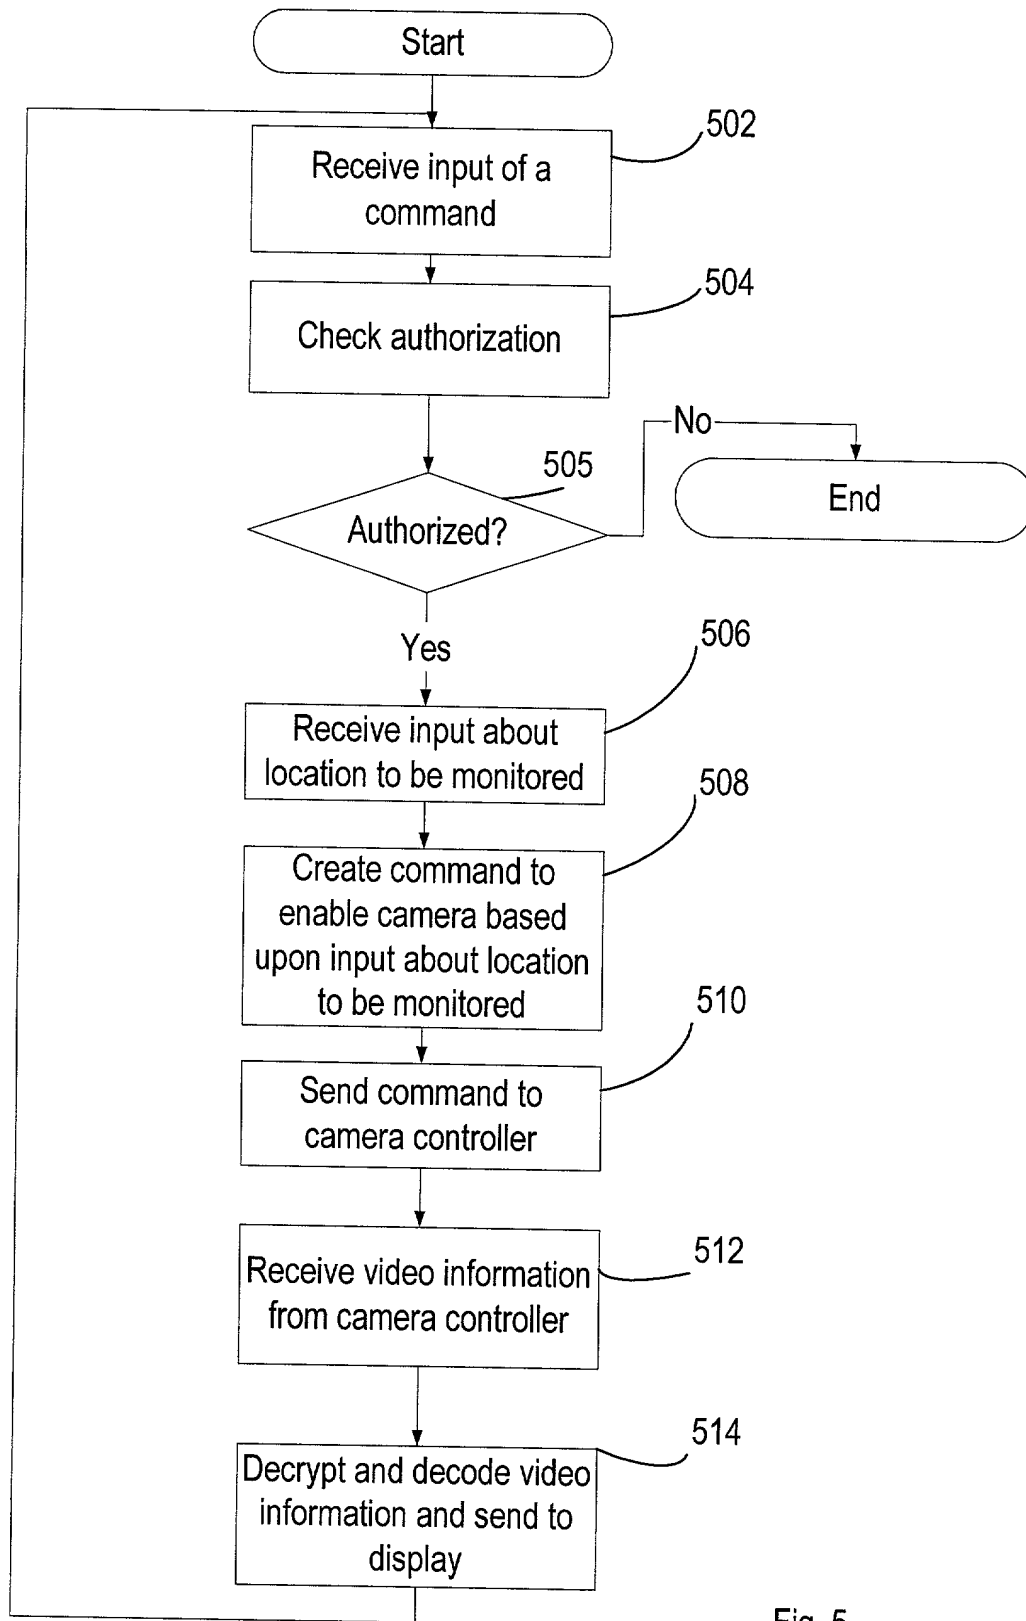 Start
502
Receive input of a
command
504
Check authorization
No
505
End
Authorized?
Yes
506
Receive input about
location to be monitored
508
Create command to
enable camera based
upon input about location
to be monitored
510
Send command to
camera controller
512
Receive video information
from camera controller
514
Decrypt and decode video
information and send to
display
Fig. 5